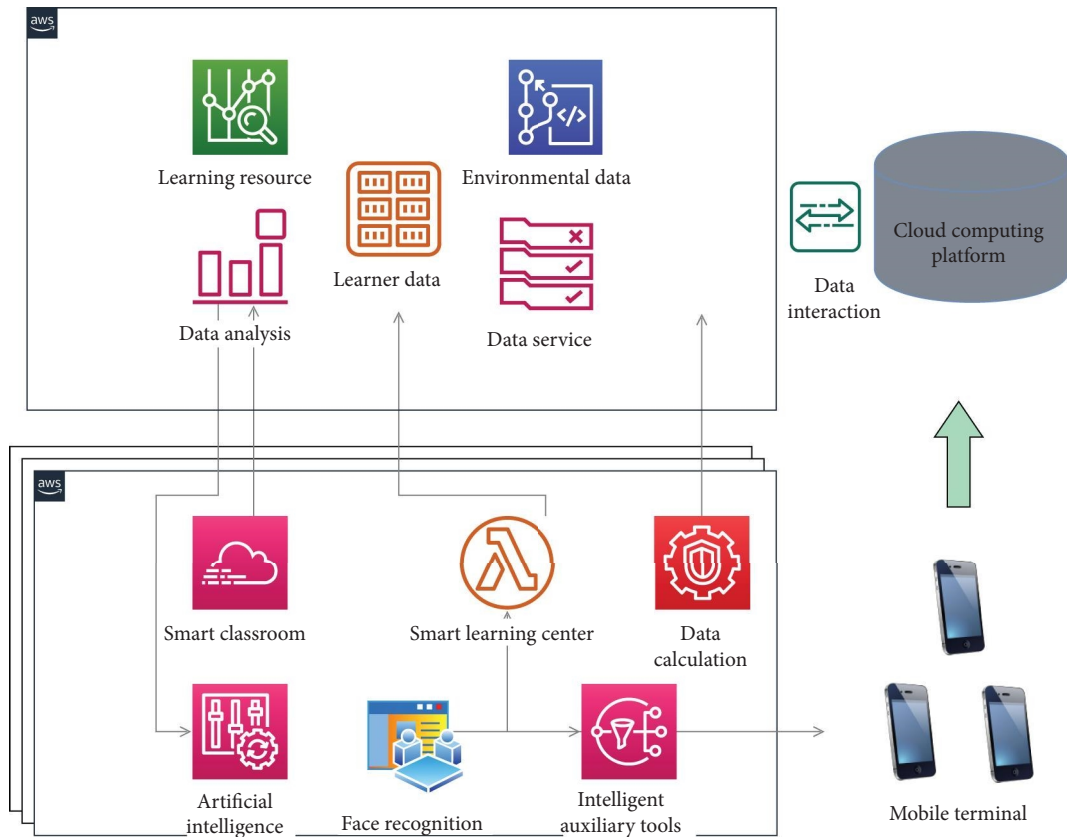 aws
Learning resource
Environmental data
Learner data
Data analysis
Data service
Data
interaction
Cloud computing
platform
aws
Smart classroom
Smart learning center
Data
calculation
Artificial
intelligence
Face recognition
Intelligent
auxiliary tools
Mobile terminal